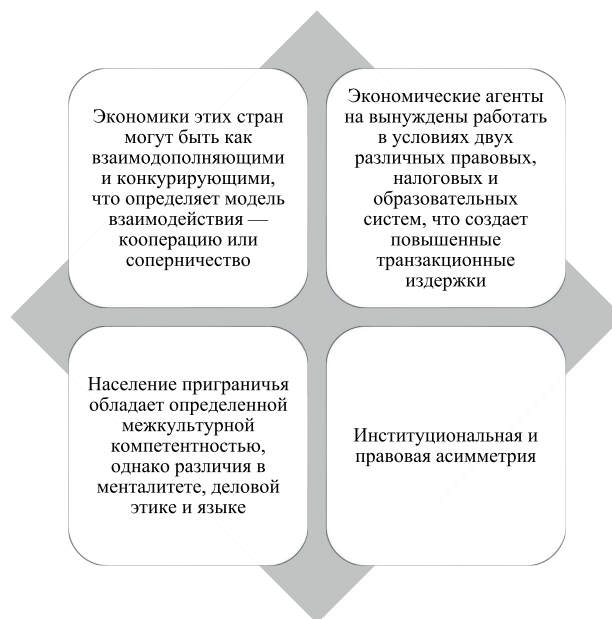 Экономики этих стран
могут быть как
взаимодополняющими
и конкурирующими,
что определяет модель
взаимодействия —
кооперацию или
соперничество
Экономические агенты
на вынуждены работать
в условиях двух
различных правовых,
налоговых и
образовательных
систем, что создает
повышенные
транзакционные
издержки
Население приграничья
обладает определенной
межкультурной
компетентностью,
однако различия в
менталитете, деловой
этике и языке
Институциональная и
правовая асимметрия